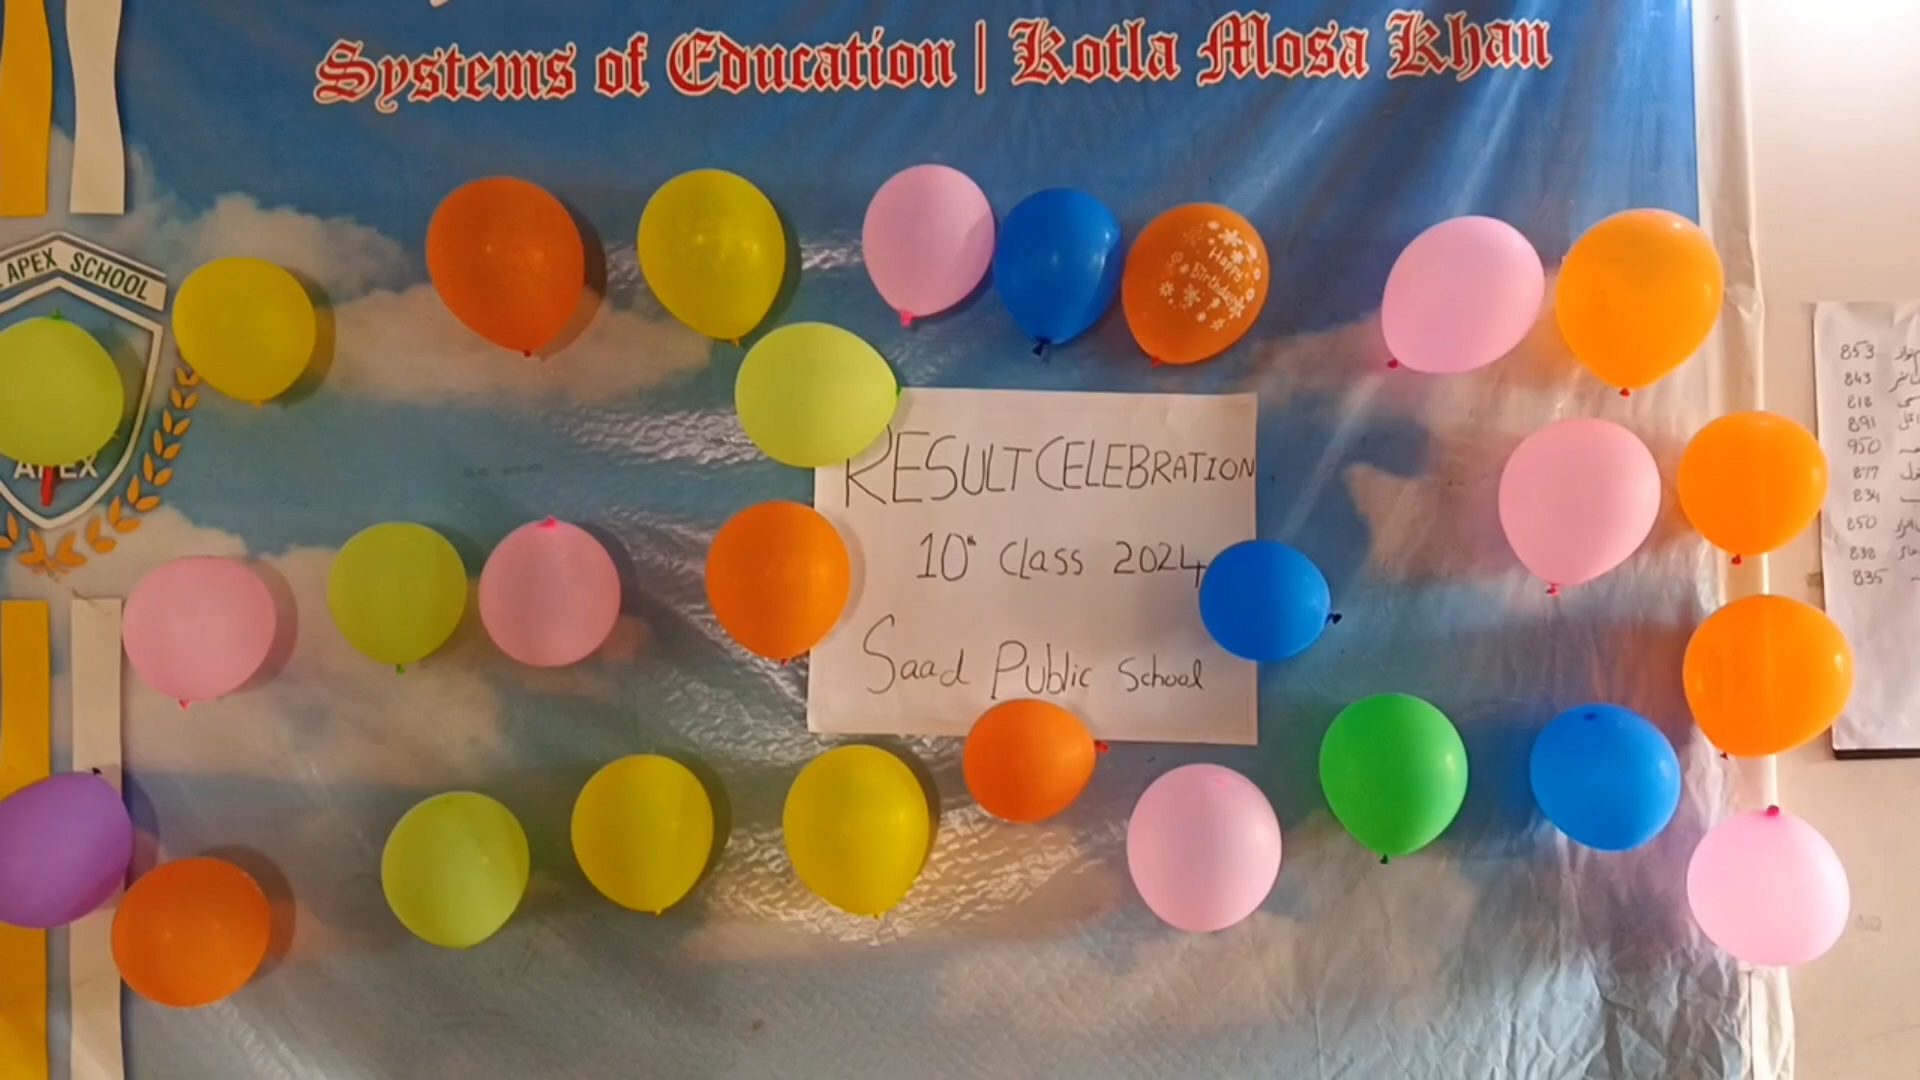 Systems of Education | Kotla Mosa Khan
APEX SCHOOL
APEX
Happy
Birthday
RESULT CELEBRATION
10th Class 2024
Saad Public School
853
843
818
891
950
877
834
850
838
835